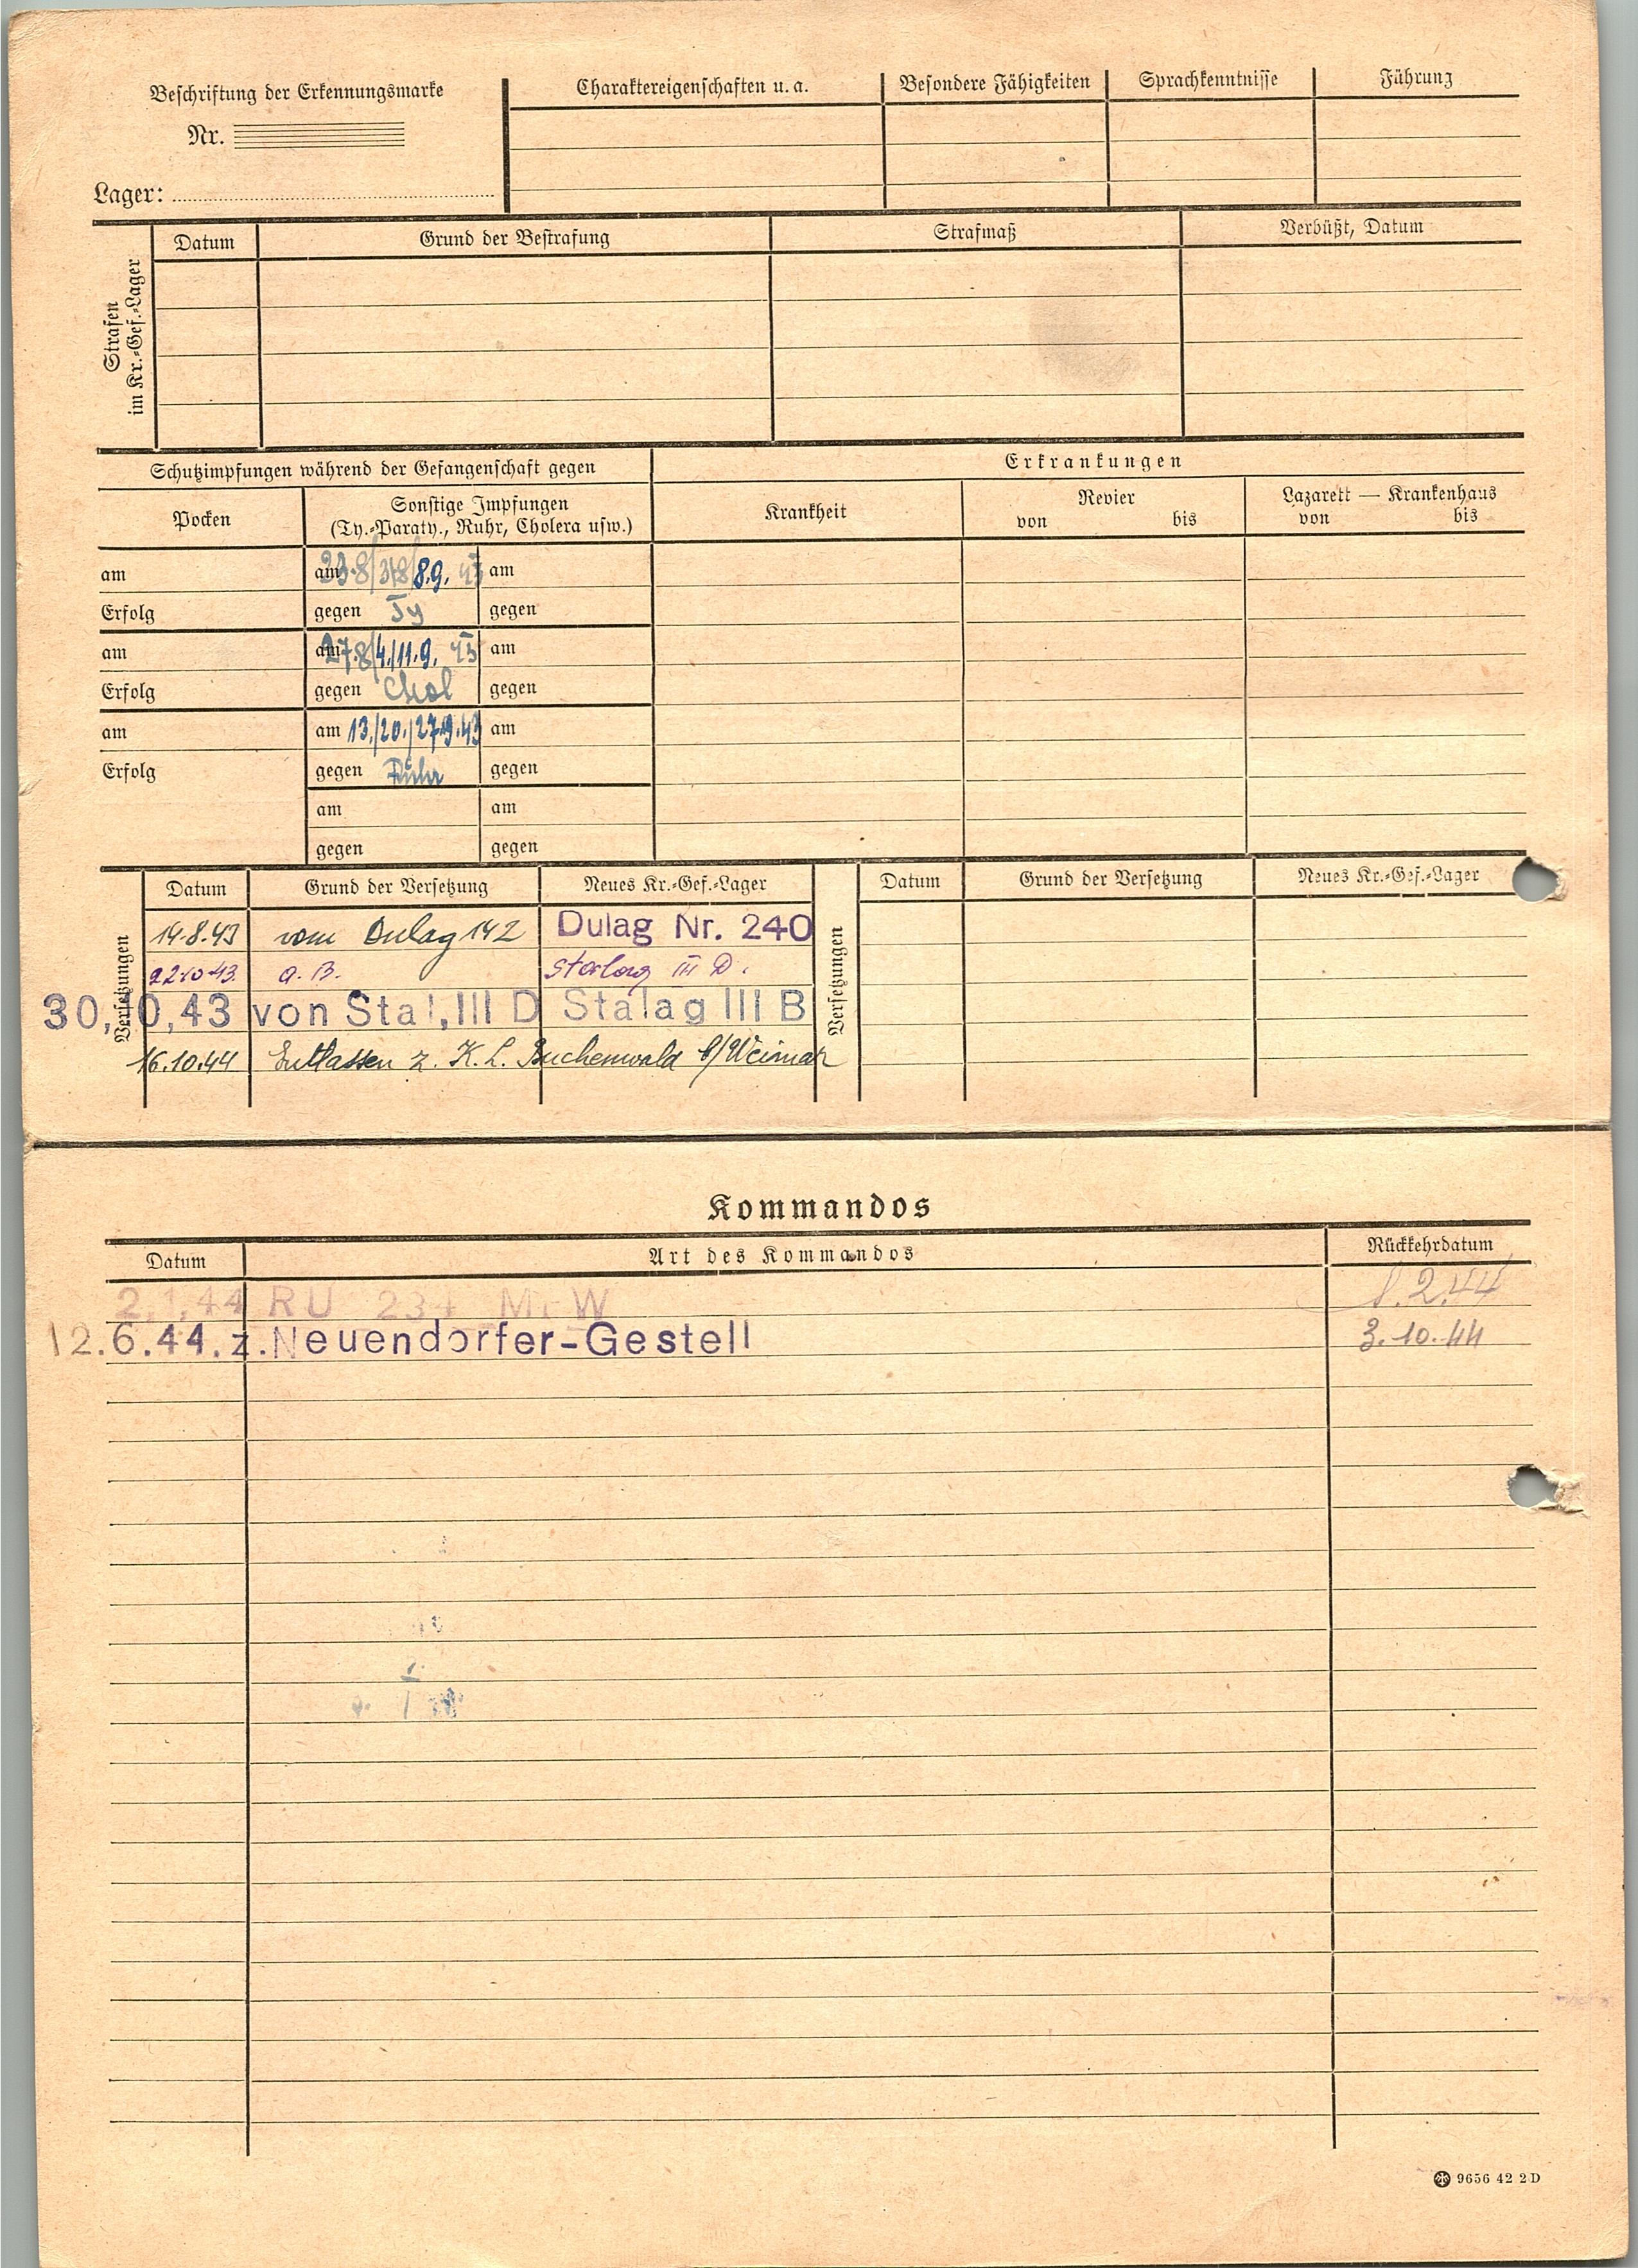 Beschriftung der Erkennungsmarke
Nr.
Lager:
Charaktereigenschaften u. a.
Besondere Fähigkeiten
Sprachkenntnisse
Führung
Strafen
im Kr.-Gef.-Lager
Datum
Grund der Bestrafung
Strafmaß
Verbüßt, Datum
Schutzimpfungen während der Gefangenschaft gegen
Erkrankungen
Pocken
Sonstige Impfungen
(Ty.-Paraty., Ruhr, Cholera usw.)
Krankheit
Revier
von bis
Lazarett — Krankenhaus
von bis
am
am 23.8/31.8/8.9. 43
am
Erfolg
gegen Ty
gegen
am
am 27.8/4./11.9. 43
am
Erfolg
gegen Chol
gegen
am
am 13./20./27.9.43
am
Erfolg
gegen Ruhr
gegen
am
am
gegen
gegen
Versetzungen
Datum
Grund der Versetzung
Neues Kr.-Gef.-Lager
14.8.43 vom Dulag 142 Dulag Nr. 240
22.10.43. a. B. Stalag III D.
30,10,43 von Stal, III D Stalag III B
16.10.44 Entlassen z. K. L. Buchenwald b/Weimar
Versetzungen
Datum
Grund der Versetzung
Neues Kr.-Gef.-Lager
Kommandos
Datum
Art des Kommandos
Rückkehrdatum
2,1,44 RU MrW .2.44
12.6.44. z. Neuendorfer-Gestell 3.10.44
9656 42 2 D